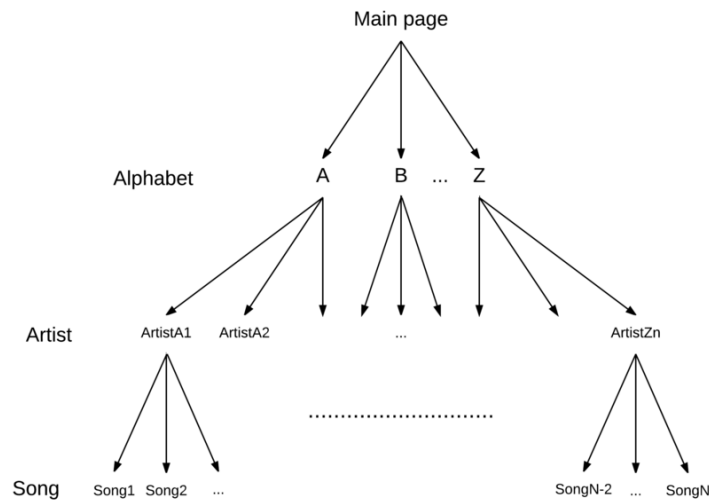 Main page
Alphabet A B ... Z
Artist ArtistA1 ArtistA2 ... ArtistZn
Song Song1 Song2 ... SongN-2 ... SongN